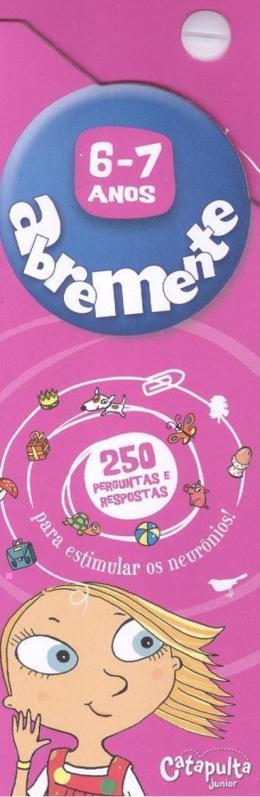 6-7
ANOS
abremente
250
PERGUNTAS E
RESPOSTAS
para estimular os neurônios!
Catapulta
junior